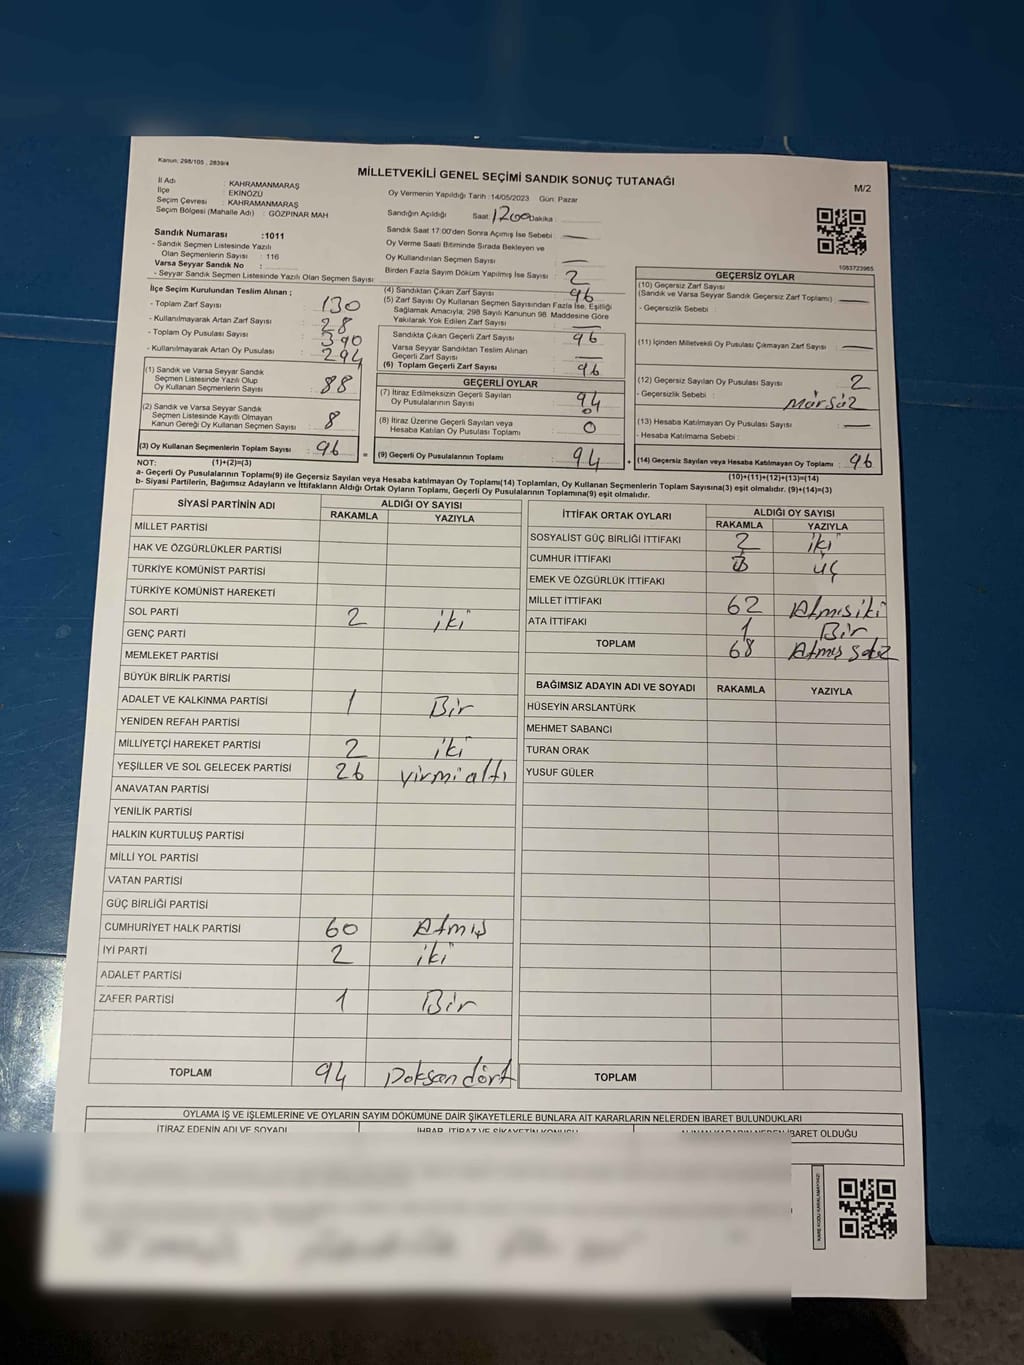 Kanun; 298/105 , 2839/4
MİLLETVEKİLİ GENEL SEÇİMİ SANDIK SONUÇ TUTANAĞI
M/2
İl Adı : KAHRAMANMARAŞ
İlçe : EKİNÖZÜ
Seçim Çevresi : KAHRAMANMARAŞ
Seçim Bölgesi (Mahalle Adı) : GÖZPINAR MAH
Sandık Numarası :1011
- Sandık Seçmen Listesinde Yazılı
Olan Seçmenlerin Sayısı : 116
Varsa Seyyar Sandık No :
- Seyyar Sandık Seçmen Listesinde Yazılı Olan Seçmen Sayısı :
Oy Vermenin Yapıldığı Tarih :14/05/2023 Gün: Pazar
Sandığın Açıldığı Saat: 1200 Dakika :
Sandık Saat 17:00'den Sonra Açımış İse Sebebi :
Oy Verme Saati Bitiminde Sırada Bekleyen ve
Oy Kullandırılan Seçmen Sayısı :
Birden Fazla Sayım Döküm Yapılmış İse Sayısı : 2
1083723965
İlçe Seçim Kurulundan Teslim Alınan ;
- Toplam Zarf Sayısı : 130
- Kullanılmayarak Artan Zarf Sayısı : 28
- Toplam Oy Pusulası Sayısı : 390
- Kullanılmayarak Artan Oy Pusulası : 294
(1) Sandık ve Varsa Seyyar Sandık
Seçmen Listesinde Yazılı Olup
Oy Kullanan Seçmenlerin Sayısı : 88
(2) Sandık ve Varsa Seyyar Sandık
Seçmen Listesinde Kayıtlı Olmayan
Kanun Gereği Oy Kullanan Seçmen Sayısı : 8
(3) Oy Kullanan Seçmenlerin Toplam Sayısı : 96
(1)+(2)=(3)
(4) Sandıktan Çıkan Zarf Sayısı : 96
(5) Zarf Sayısı Oy Kullanan Seçmen Sayısından Fazla İse, Eşitliği
Sağlamak Amacıyla; 298 Sayılı Kanunun 98. Maddesine Göre
Yakılarak Yok Edilen Zarf Sayısı :
Sandıkta Çıkan Geçerli Zarf Sayısı : 96
Varsa Seyyar Sandıktan Teslim Alınan
Geçerli Zarf Sayısı :
(6) Toplam Geçerli Zarf Sayısı : 96
GEÇERLİ OYLAR
(7) İtiraz Edilmeksizin Geçerli Sayılan
Oy Pusulalarının Sayısı : 94
0
(8) İtiraz Üzerine Geçerli Sayılan veya
Hesaba Katılan Oy Pusulası Toplamı : 0
= (9) Geçerli Oy Pusulalarının Toplamı : 94
GEÇERSİZ OYLAR
(10) Geçersiz Zarf Sayısı
(Sandık ve Varsa Seyyar Sandık Geçersiz Zarf Toplamı) :
- Geçersizlik Sebebi :
(11) İçinden Milletvekili Oy Pusulası Çıkmayan Zarf Sayısı :
(12) Geçersiz Sayılan Oy Pusulası Sayısı : 2
- Geçersizlik Sebebi :
(13) Hesaba Katılmayan Oy Pusulası Sayısı :
- Hesaba Katılmama Sebebi :
+ (14) Geçersiz Sayılan veya Hesaba Katılmayan Oy Toplamı : 96
(10)+(11)+(12)+(13)=(14)
NOT:
a- Geçerli Oy Pusulalarının Toplamı(9) ile Geçersiz Sayılan veya Hesaba Katılmayan Oy Toplamı(14) Toplamları, Oy Kullanan Seçmenlerin Toplam Sayısına(3) eşit olmalıdır. (9)+(14)=(3)
b- Siyasi Partilerin, Bağımsız Adayların ve İttifakların Aldığı Ortak Oyların Toplamı, Geçerli Oy Pusulalarının Toplamına(9) eşit olmalıdır.
SİYASİ PARTİNİN ADI ALDIĞI OY SAYISI
RAKAMLA YAZIYLA
MİLLET PARTİSİ
HAK VE ÖZGÜRLÜKLER PARTİSİ
TÜRKİYE KOMÜNİST PARTİSİ
TÜRKİYE KOMÜNİST HAREKETİ
SOL PARTİ 2 iki
GENÇ PARTİ
MEMLEKET PARTİSİ
BÜYÜK BİRLİK PARTİSİ
ADALET VE KALKINMA PARTİSİ 1 Bir
YENİDEN REFAH PARTİSİ
MİLLİYETÇİ HAREKET PARTİSİ 2 iki
YEŞİLLER VE SOL GELECEK PARTİSİ 26 yirmi altı
ANAVATAN PARTİSİ
YENİLİK PARTİSİ
HALKIN KURTULUŞ PARTİSİ
MİLLİ YOL PARTİSİ
VATAN PARTİSİ
GÜÇ BİRLİĞİ PARTİSİ
CUMHURİYET HALK PARTİSİ 60 Atmış
İYİ PARTİ 2 iki
ADALET PARTİSİ
ZAFER PARTİSİ 1 Bir
TOPLAM 94 Doksan dört
İTTİFAK ORTAK OYLARI ALDIĞI OY SAYISI
RAKAMLA YAZIYLA
SOSYALİST GÜÇ BİRLİĞİ İTTİFAKI 2 iki
CUMHUR İTTİFAKI 3 üç
EMEK VE ÖZGÜRLÜK İTTİFAKI
MİLLET İTTİFAKI 62 Atmış iki
ATA İTTİFAKI 1 Bir
TOPLAM 68 Atmış sekiz
BAĞIMSIZ ADAYIN ADI VE SOYADI RAKAMLA YAZIYLA
HÜSEYİN ARSLANTÜRK
MEHMET SABANCI
TURAN ORAK
YUSUF GÜLER
TOPLAM
OYLAMA İŞ VE İŞLEMLERİNE VE OYLARIN SAYIM DÖKÜMÜNE DAİR ŞİKAYETLERLE BUNLARA AİT KARARLARIN NELERDEN İBARET BULUNDUKLARI
İTİRAZ EDENİN ADI VE SOYADI İHBAR, İTİRAZ VE ŞİKAYETİN KONUSU ALINAN KARARIN NEDEN İBARET OLDUĞU
KARE KODU KARALAMAYINIZ!